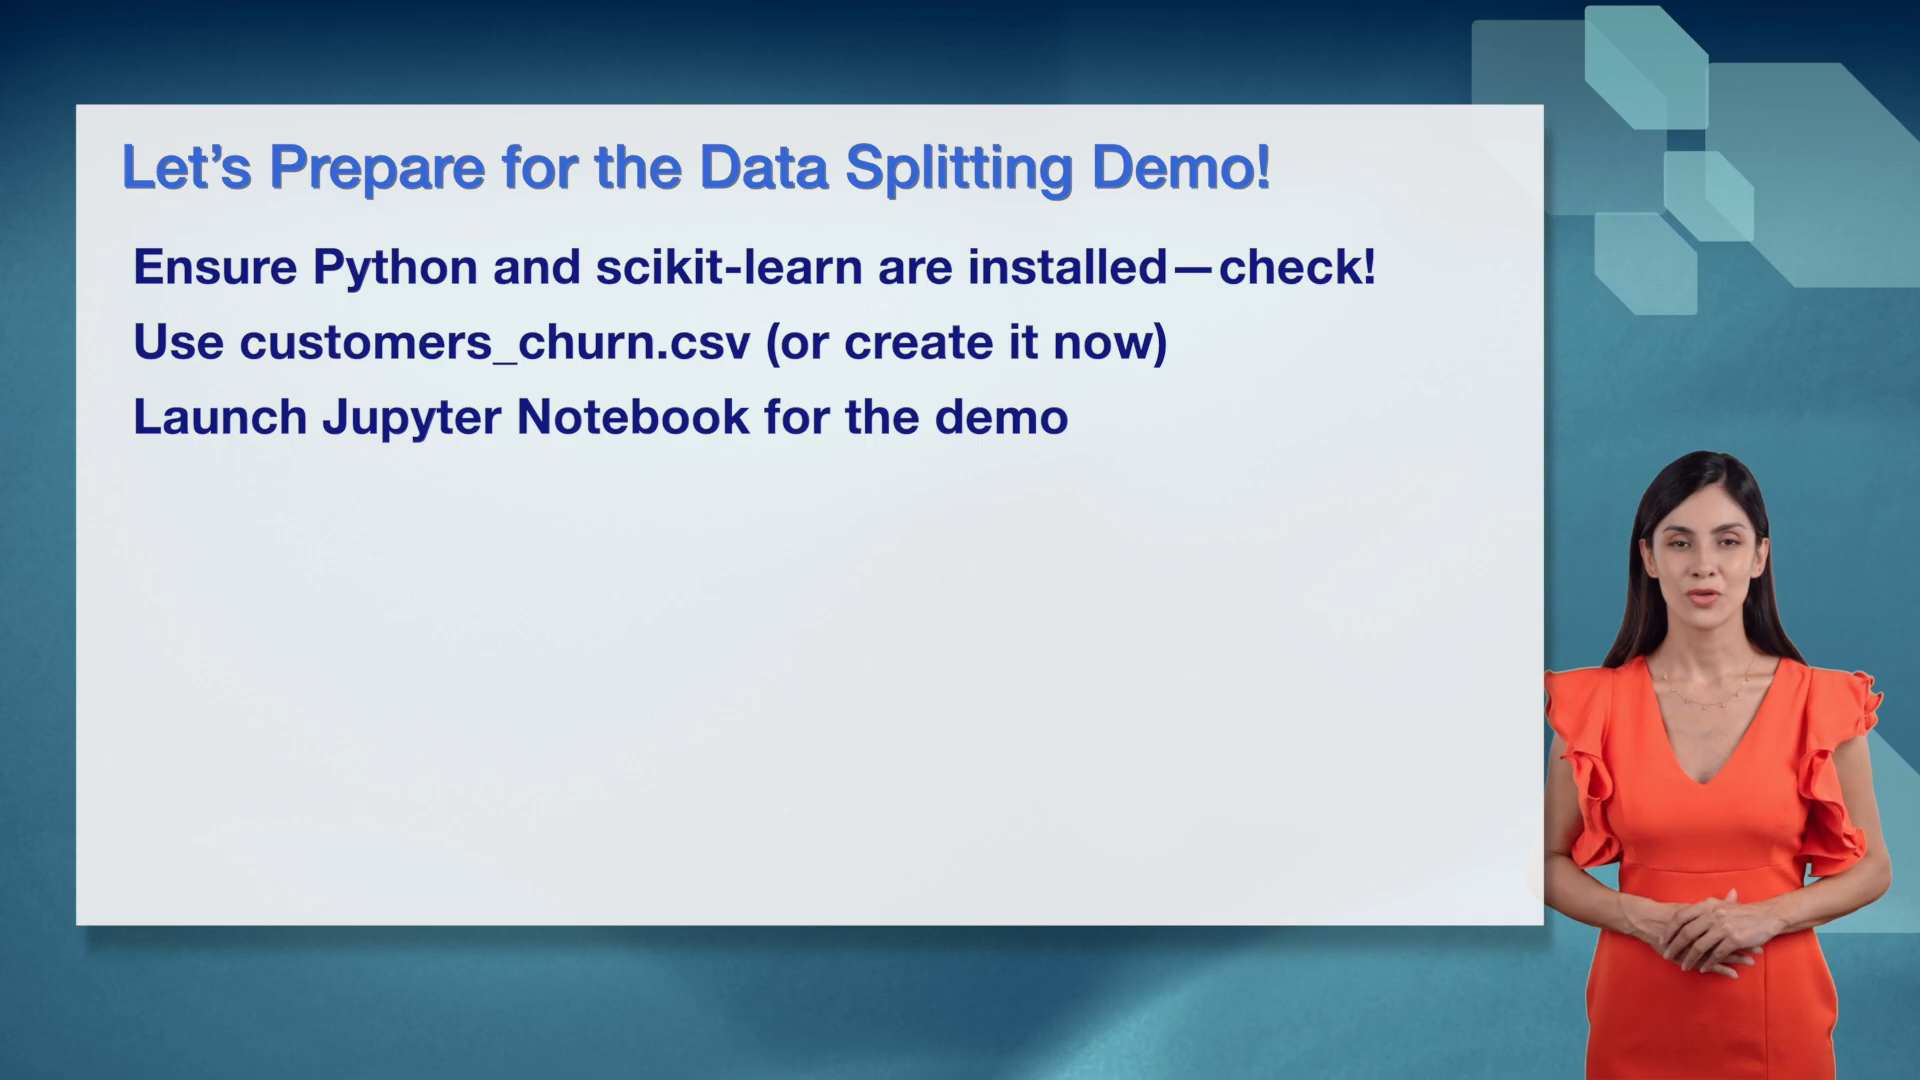 Let’s Prepare for the Data Splitting Demo!
Ensure Python and scikit-learn are installed—check!
Use customers_churn.csv (or create it now)
Launch Jupyter Notebook for the demo